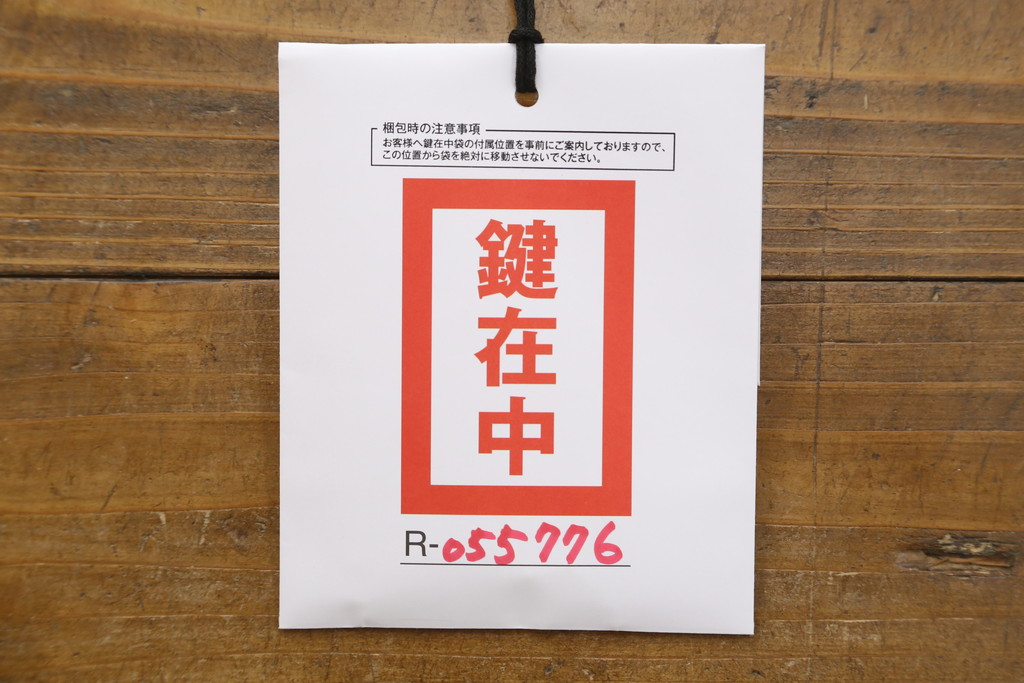 梱包時の注意事項
お客様へ鍵在中袋の付属位置を事前にご案内しておりますので、
この位置から袋を絶対に移動させないでください。
鍵在中
R-055776